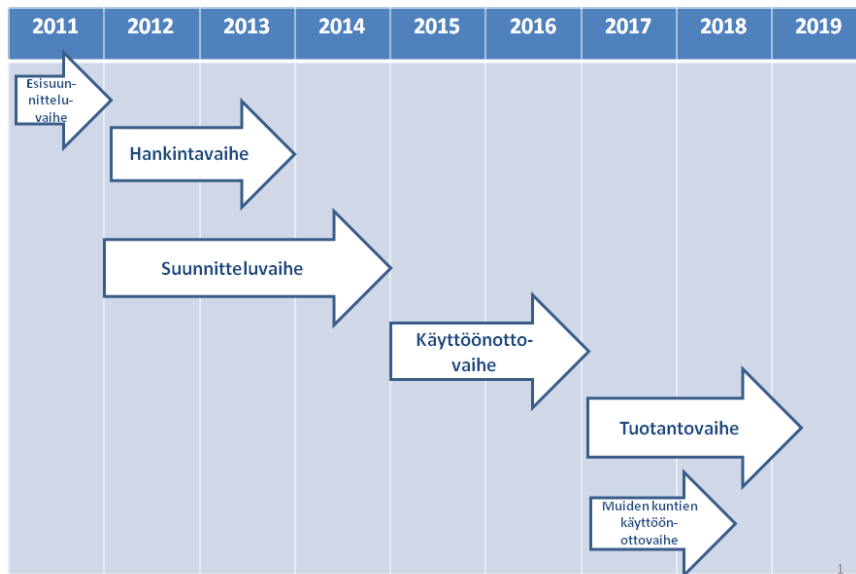 2011 2012 2013 2014 2015 2016 2017 2018 2019
Esisuun-
nittelu-
vaihe
Hankintavaihe
Suunnitteluvaihe
Käyttöönotto-
vaihe
Tuotantovaihe
Muiden kuntien
käyttöön-
ottovaihe
1